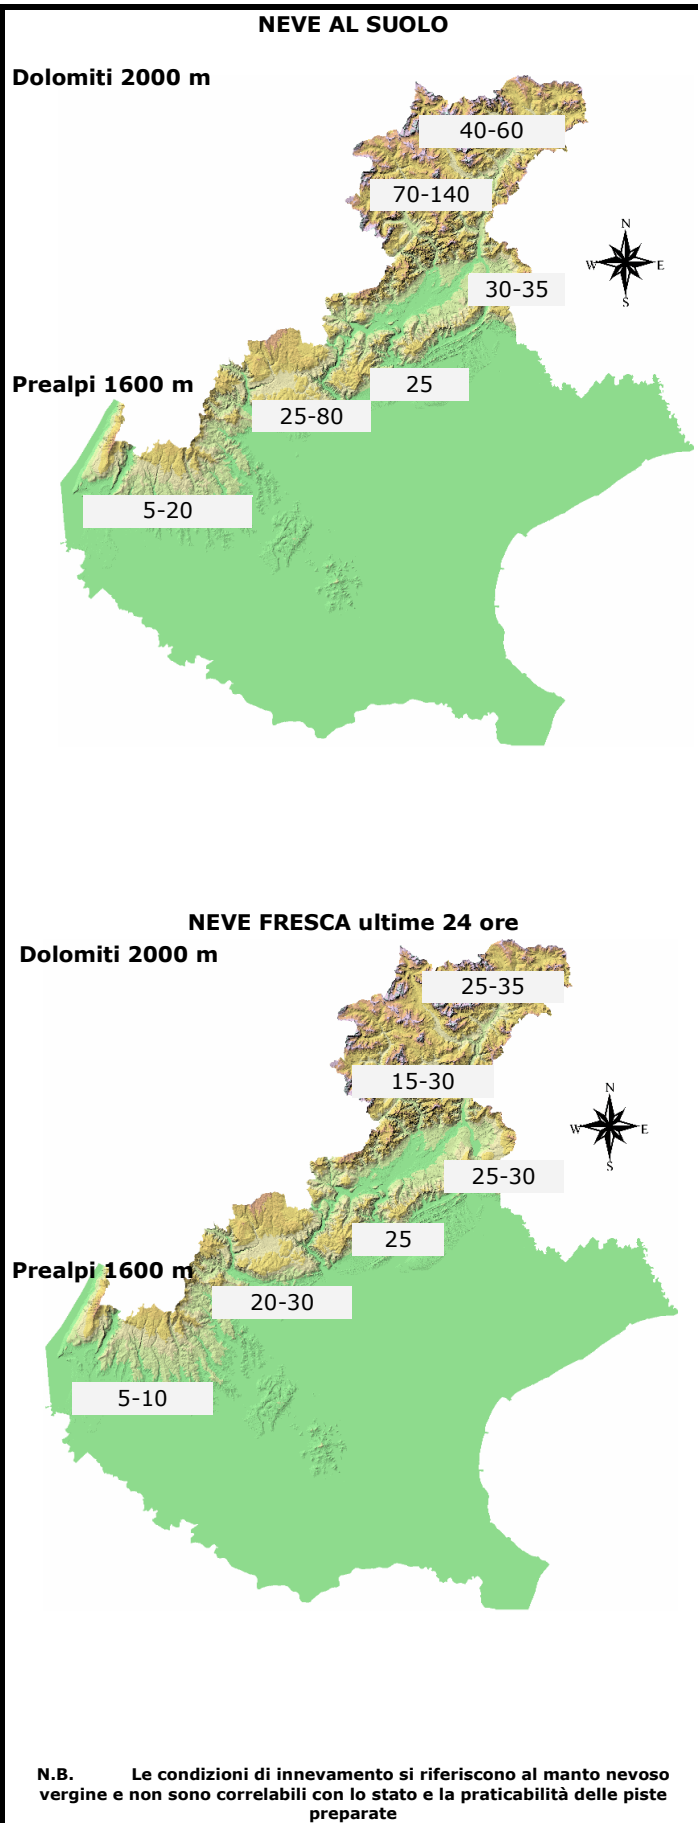 NEVE AL SUOLO
Dolomiti 2000 m
40-60
70-140
N
W E
S
30-35
Prealpi 1600 m
25
25-80
5-20
NEVE FRESCA ultime 24 ore
Dolomiti 2000 m
25-35
15-30
N
W E
S
25-30
25
Prealpi 1600 m
20-30
5-10
N.B. Le condizioni di innevamento si riferiscono al manto nevoso
vergine e non sono correlabili con lo stato e la praticabilità delle piste
preparate